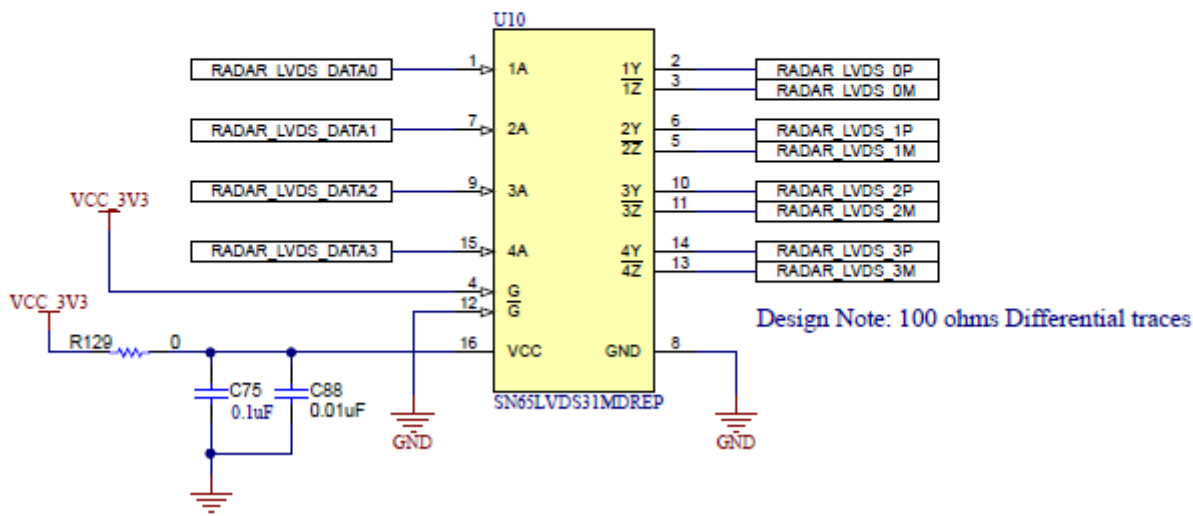 U10
RADAR_LVDS_DATA0 1 1A 1Y 2 RADAR_LVDS_0P
1Z 3 RADAR_LVDS_0M
RADAR_LVDS_DATA1 7 2A 2Y 6 RADAR_LVDS_1P
2Z 5 RADAR_LVDS_1M
RADAR_LVDS_DATA2 9 3A 3Y 10 RADAR_LVDS_2P
VCC_3V3 3Z 11 RADAR_LVDS_2M
RADAR_LVDS_DATA3 15 4A 4Y 14 RADAR_LVDS_3P
4Z 13 RADAR_LVDS_3M
4 G
VCC_3V3 12 G
Design Note: 100 ohms Differential traces
R129 0 16 VCC GND 8
C75 C88
0.1uF 0.01uF
SN65LVDS31MDREP
GND GND